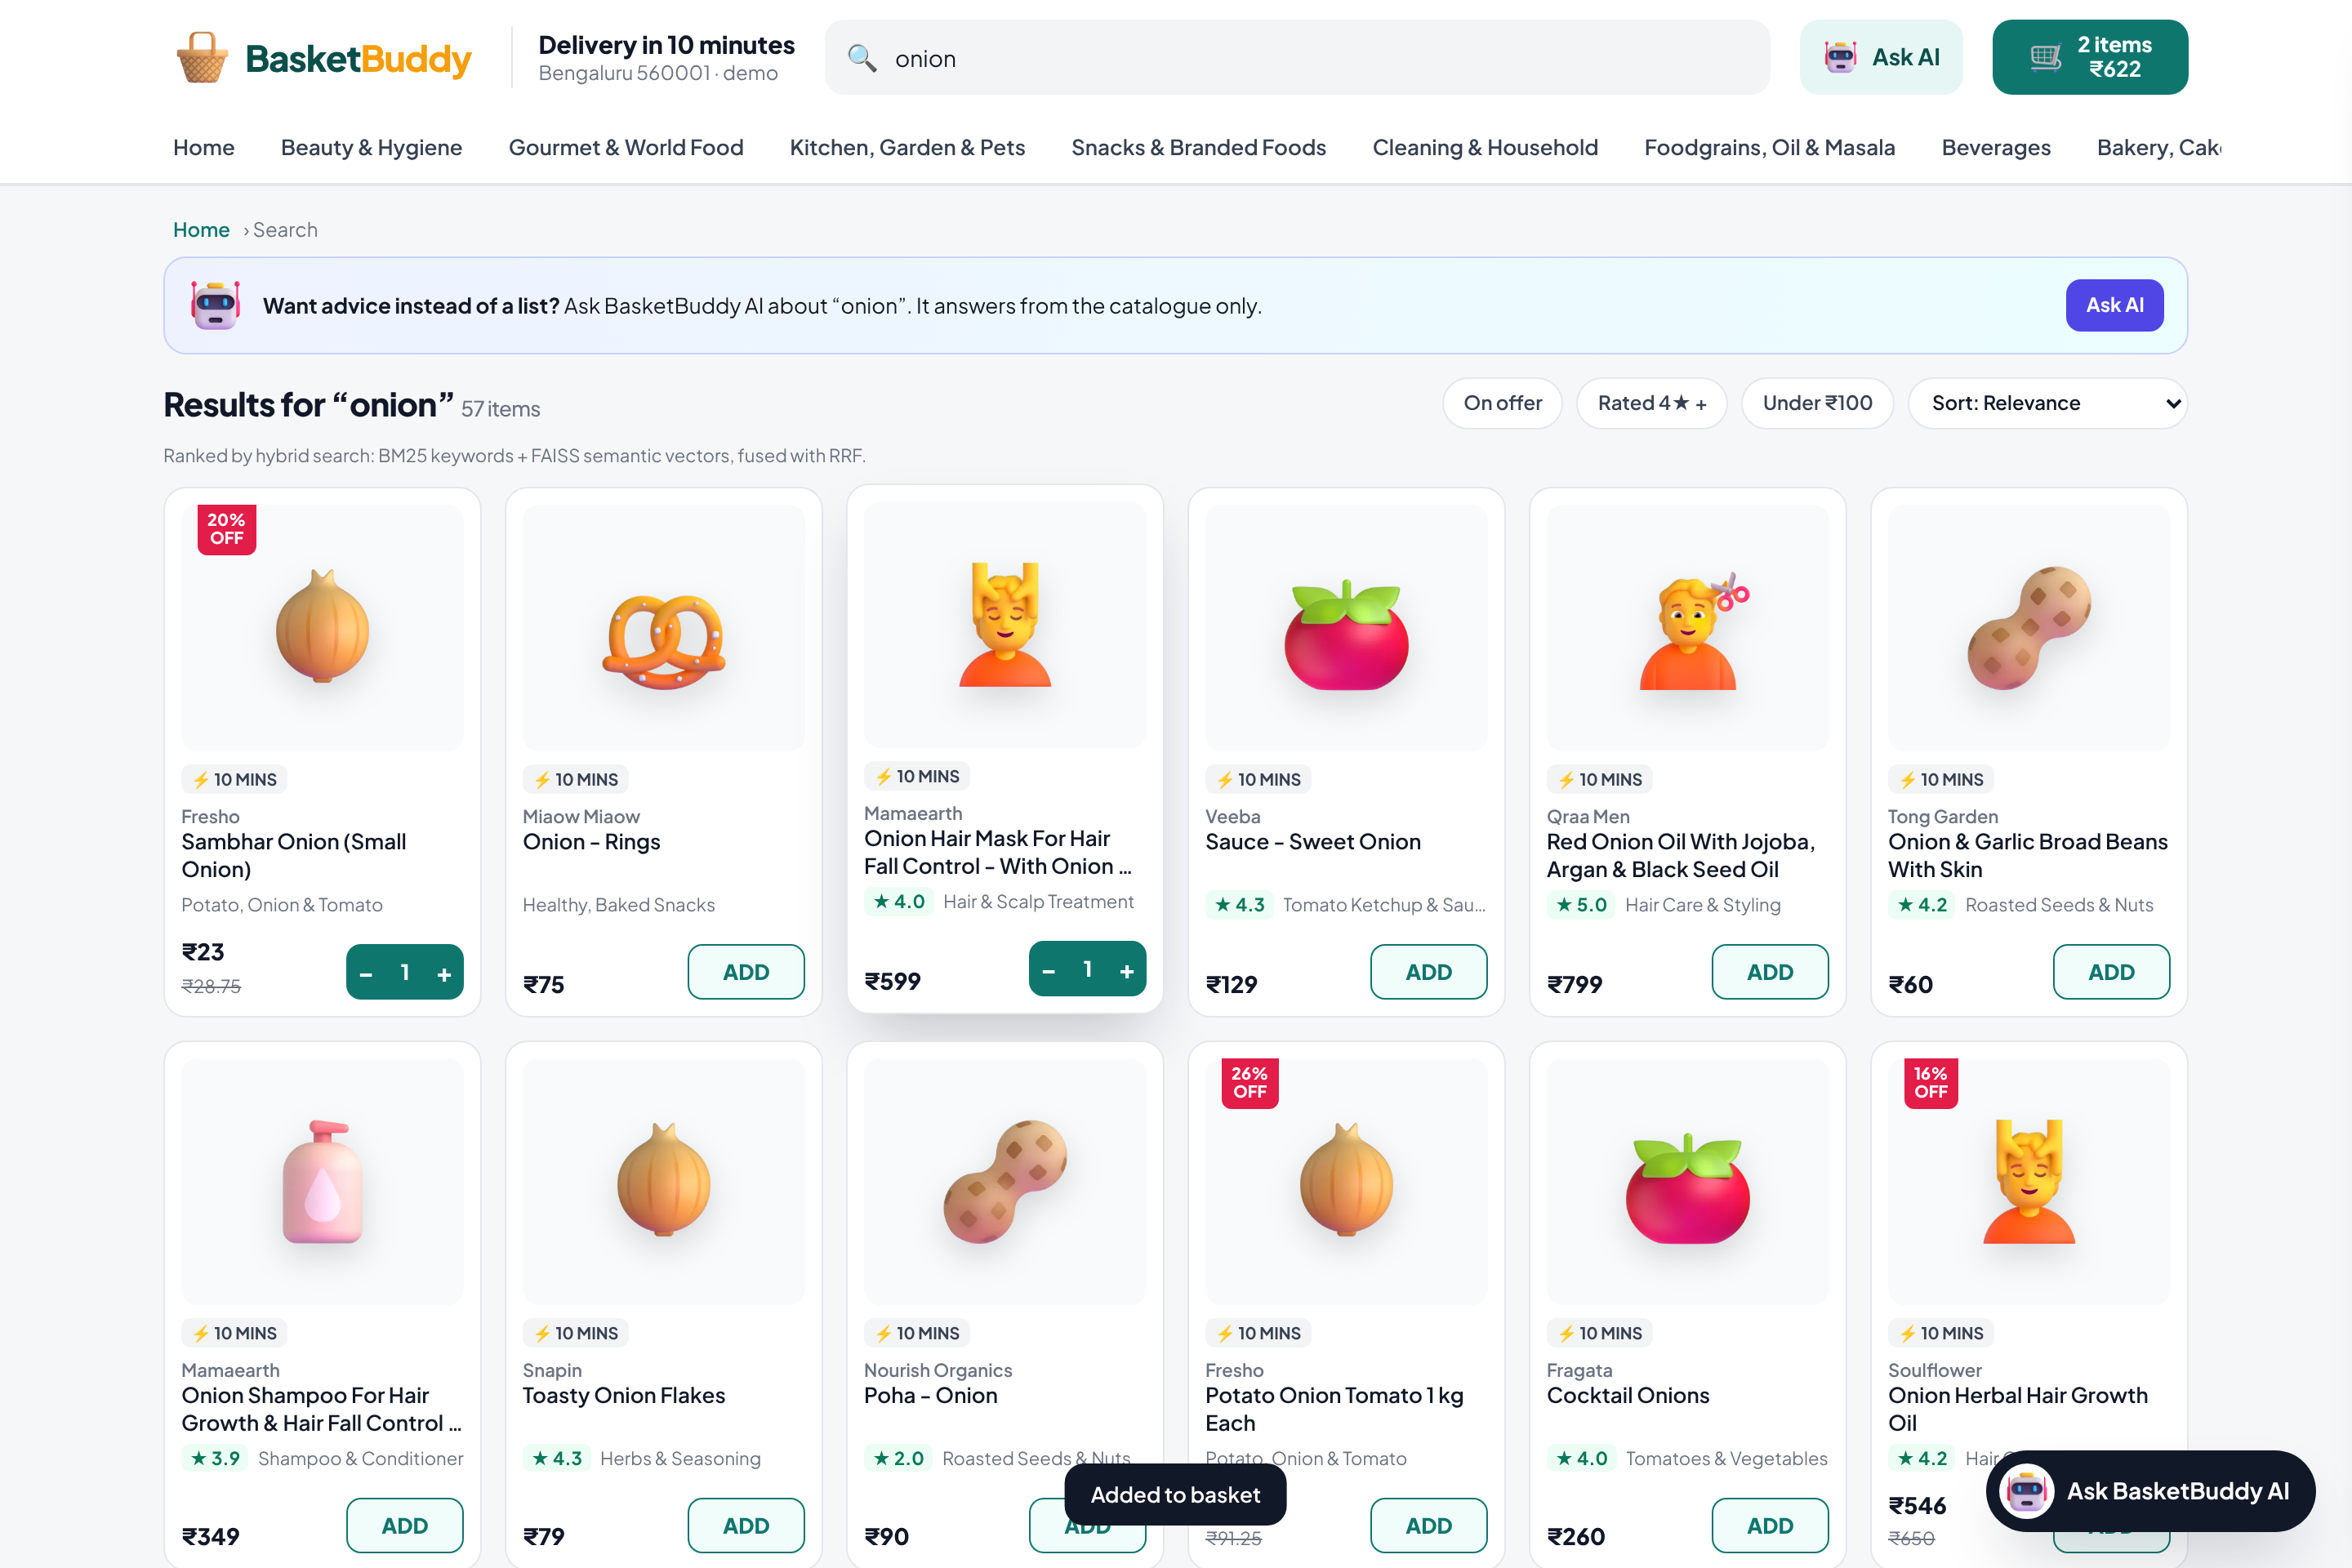 BasketBuddy
Delivery in 10 minutes
Bengaluru 560001 · demo
onion
Ask AI
2 items
₹622
Home
Beauty & Hygiene
Gourmet & World Food
Kitchen, Garden & Pets
Snacks & Branded Foods
Cleaning & Household
Foodgrains, Oil & Masala
Beverages
Bakery,
Home › Search
Want advice instead of a list? Ask BasketBuddy AI about “onion”. It answers from the catalogue only.
Ask AI
Results for “onion” 57 items
On offer
Rated 4★ +
Under ₹100
Sort: Relevance
Ranked by hybrid search: BM25 keywords + FAISS semantic vectors, fused with RRF.
20%
OFF
⚡ 10 MINS
Fresho
Sambhar Onion (Small
Onion)
Potato, Onion & Tomato
₹23
₹28.75
− 1 +
⚡ 10 MINS
Miaow Miaow
Onion - Rings
Healthy, Baked Snacks
₹75
ADD
⚡ 10 MINS
Mamaearth
Onion Hair Mask For Hair
Fall Control - With Onion ...
★ 4.0 Hair & Scalp Treatment
₹599
− 1 +
⚡ 10 MINS
Veeba
Sauce - Sweet Onion
★ 4.3 Tomato Ketchup & Sau...
₹129
ADD
⚡ 10 MINS
Qraa Men
Red Onion Oil With Jojoba,
Argan & Black Seed Oil
★ 5.0 Hair Care & Styling
₹799
ADD
⚡ 10 MINS
Tong Garden
Onion & Garlic Broad Beans
With Skin
★ 4.2 Roasted Seeds & Nuts
₹60
ADD
⚡ 10 MINS
Mamaearth
Onion Shampoo For Hair
Growth & Hair Fall Control ...
★ 3.9 Shampoo & Conditioner
₹349
ADD
⚡ 10 MINS
Snapin
Toasty Onion Flakes
★ 4.3 Herbs & Seasoning
₹79
ADD
⚡ 10 MINS
Nourish Organics
Poha - Onion
★ 2.0 Roasted Seeds & Nuts
₹90
ADD
26%
OFF
⚡ 10 MINS
Fresho
Potato Onion Tomato 1 kg
Each
Potato, Onion & Tomato
₹91.25
ADD
⚡ 10 MINS
Fragata
Cocktail Onions
★ 4.0 Tomatoes & Vegetables
₹260
ADD
16%
OFF
⚡ 10 MINS
Soulflower
Onion Herbal Hair Growth
Oil
★ 4.2 Hair
₹546
₹650
Added to basket
Ask BasketBuddy AI